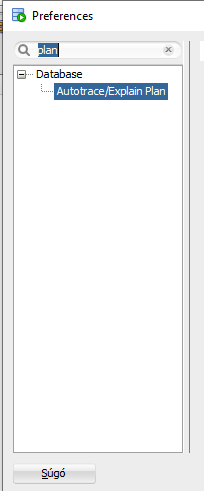 Preferences
plan
Database
Autotrace/Explain Plan
Súgó